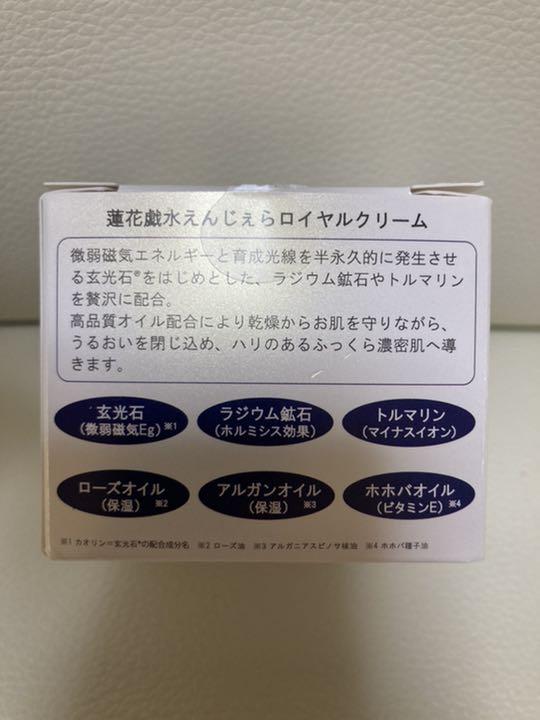 蓮花戯水えんじぇらロイヤルクリーム
微弱磁気エネルギーと育成光線を半永久的に発生させ
る玄光石®をはじめとした、ラジウム鉱石やトルマリン
を贅沢に配合。
高品質オイル配合により乾燥からお肌を守りながら、
うるおいを閉じ込め、ハリのあるふっくら濃密肌へ導
きます。
玄光石 ラジウム鉱石 トルマリン
(微弱磁気Eg)※1 (ホルミシス効果) (マイナスイオン)
ローズオイル アルガンオイル ホホバオイル
(保湿)※2 (保湿)※3 (ビタミンE)※4
※1 カオリン=玄光石®の配合成分名 ※2 ローズ油 ※3 アルガニアスピノサ核油 ※4 ホホバ種子油